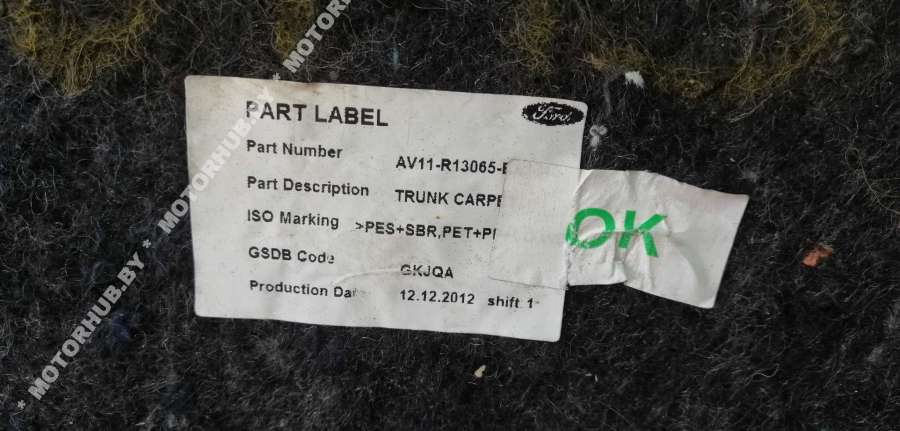 PART LABEL
Ford
Part Number AV11-R13065-
Part Description TRUNK CARP
ISO Marking >PES+SBR,PET+P
GSDB Code GKJQA
Production Da 12.12.2012 shift 1
OK
* MOTORHUB.BY * MOTORHUB.BY * MOTORHUB.BY